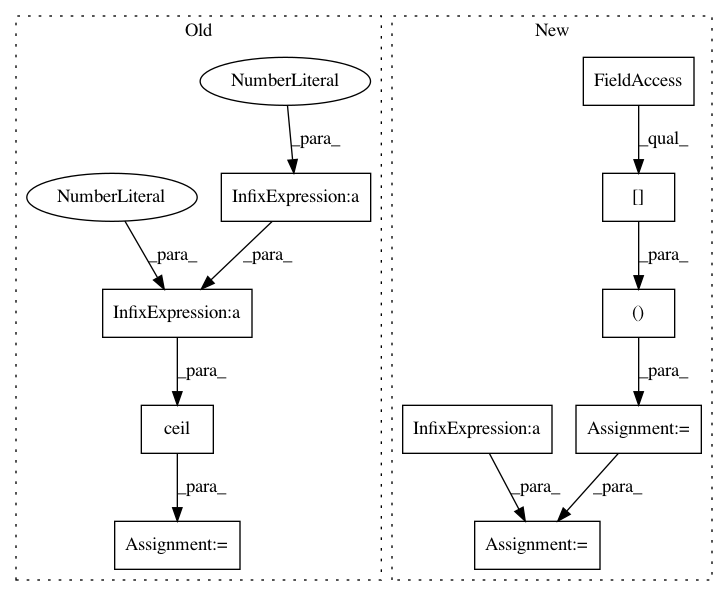 Old
New
NumberLiteral
FieldAccess
_para_
_qual_
NumberLiteral
InfixExpression:a
[]
_para_
_para_
_para_
InfixExpression:a
()
_para_
_para_
ceil
InfixExpression:a
Assignment:=
_para_
_para_
_para_
Assignment:=
Assignment:=